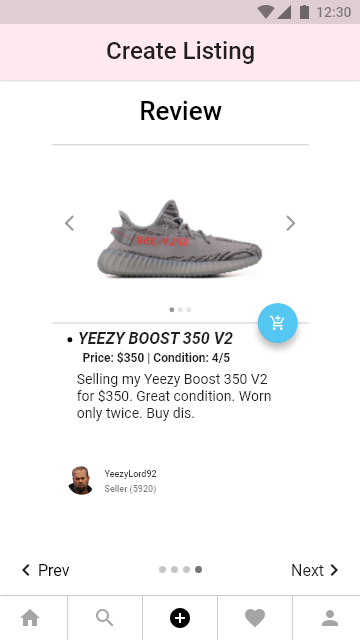 12:30
Create Listing
Review
YEEZY BOOST 350 V2
Price: $350 | Condition: 4/5
Selling my Yeezy Boost 350 V2
for $350. Great condition. Worn
only twice. Buy dis.
YeezyLord92
Seller (5920)
Prev
Next